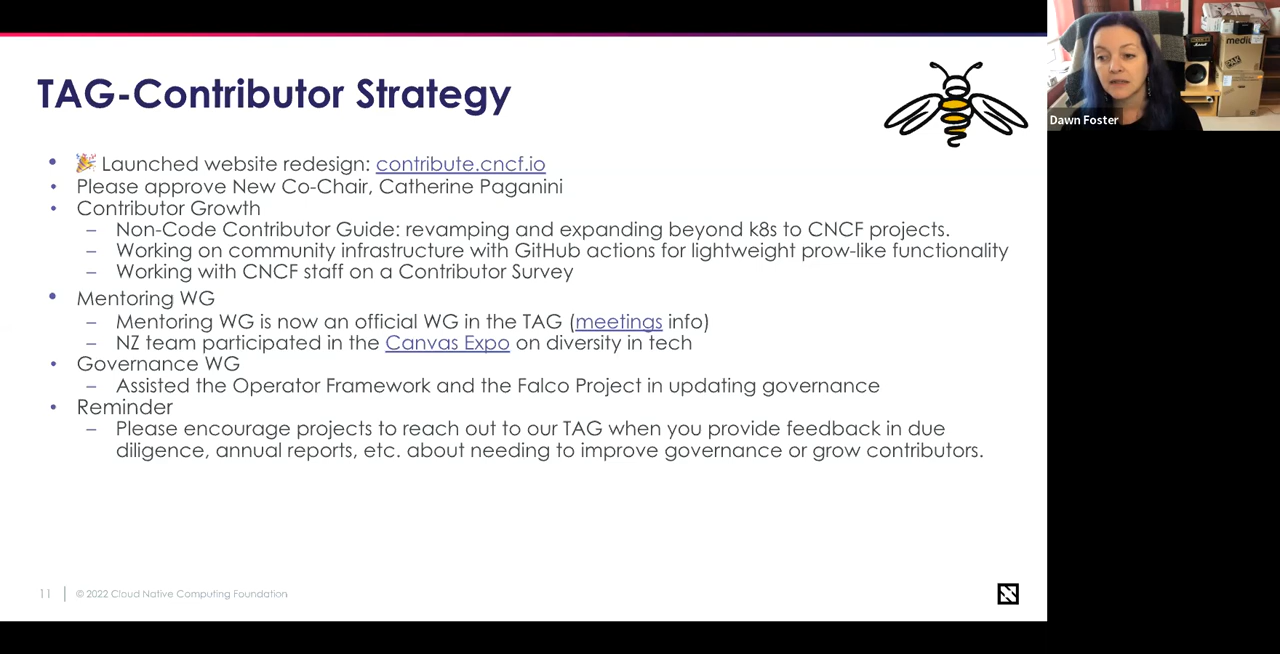 TAG-Contributor Strategy
• 🎉 Launched website redesign: contribute.cncf.io
• Please approve New Co-Chair, Catherine Paganini
• Contributor Growth
– Non-Code Contributor Guide: revamping and expanding beyond k8s to CNCF projects.
– Working on community infrastructure with GitHub actions for lightweight prow-like functionality
– Working with CNCF staff on a Contributor Survey
• Mentoring WG
– Mentoring WG is now an official WG in the TAG (meetings info)
– NZ team participated in the Canvas Expo on diversity in tech
• Governance WG
– Assisted the Operator Framework and the Falco Project in updating governance
• Reminder
– Please encourage projects to reach out to our TAG when you provide feedback in due
diligence, annual reports, etc. about needing to improve governance or grow contributors.
11 | © 2022 Cloud Native Computing Foundation
Dawn Foster